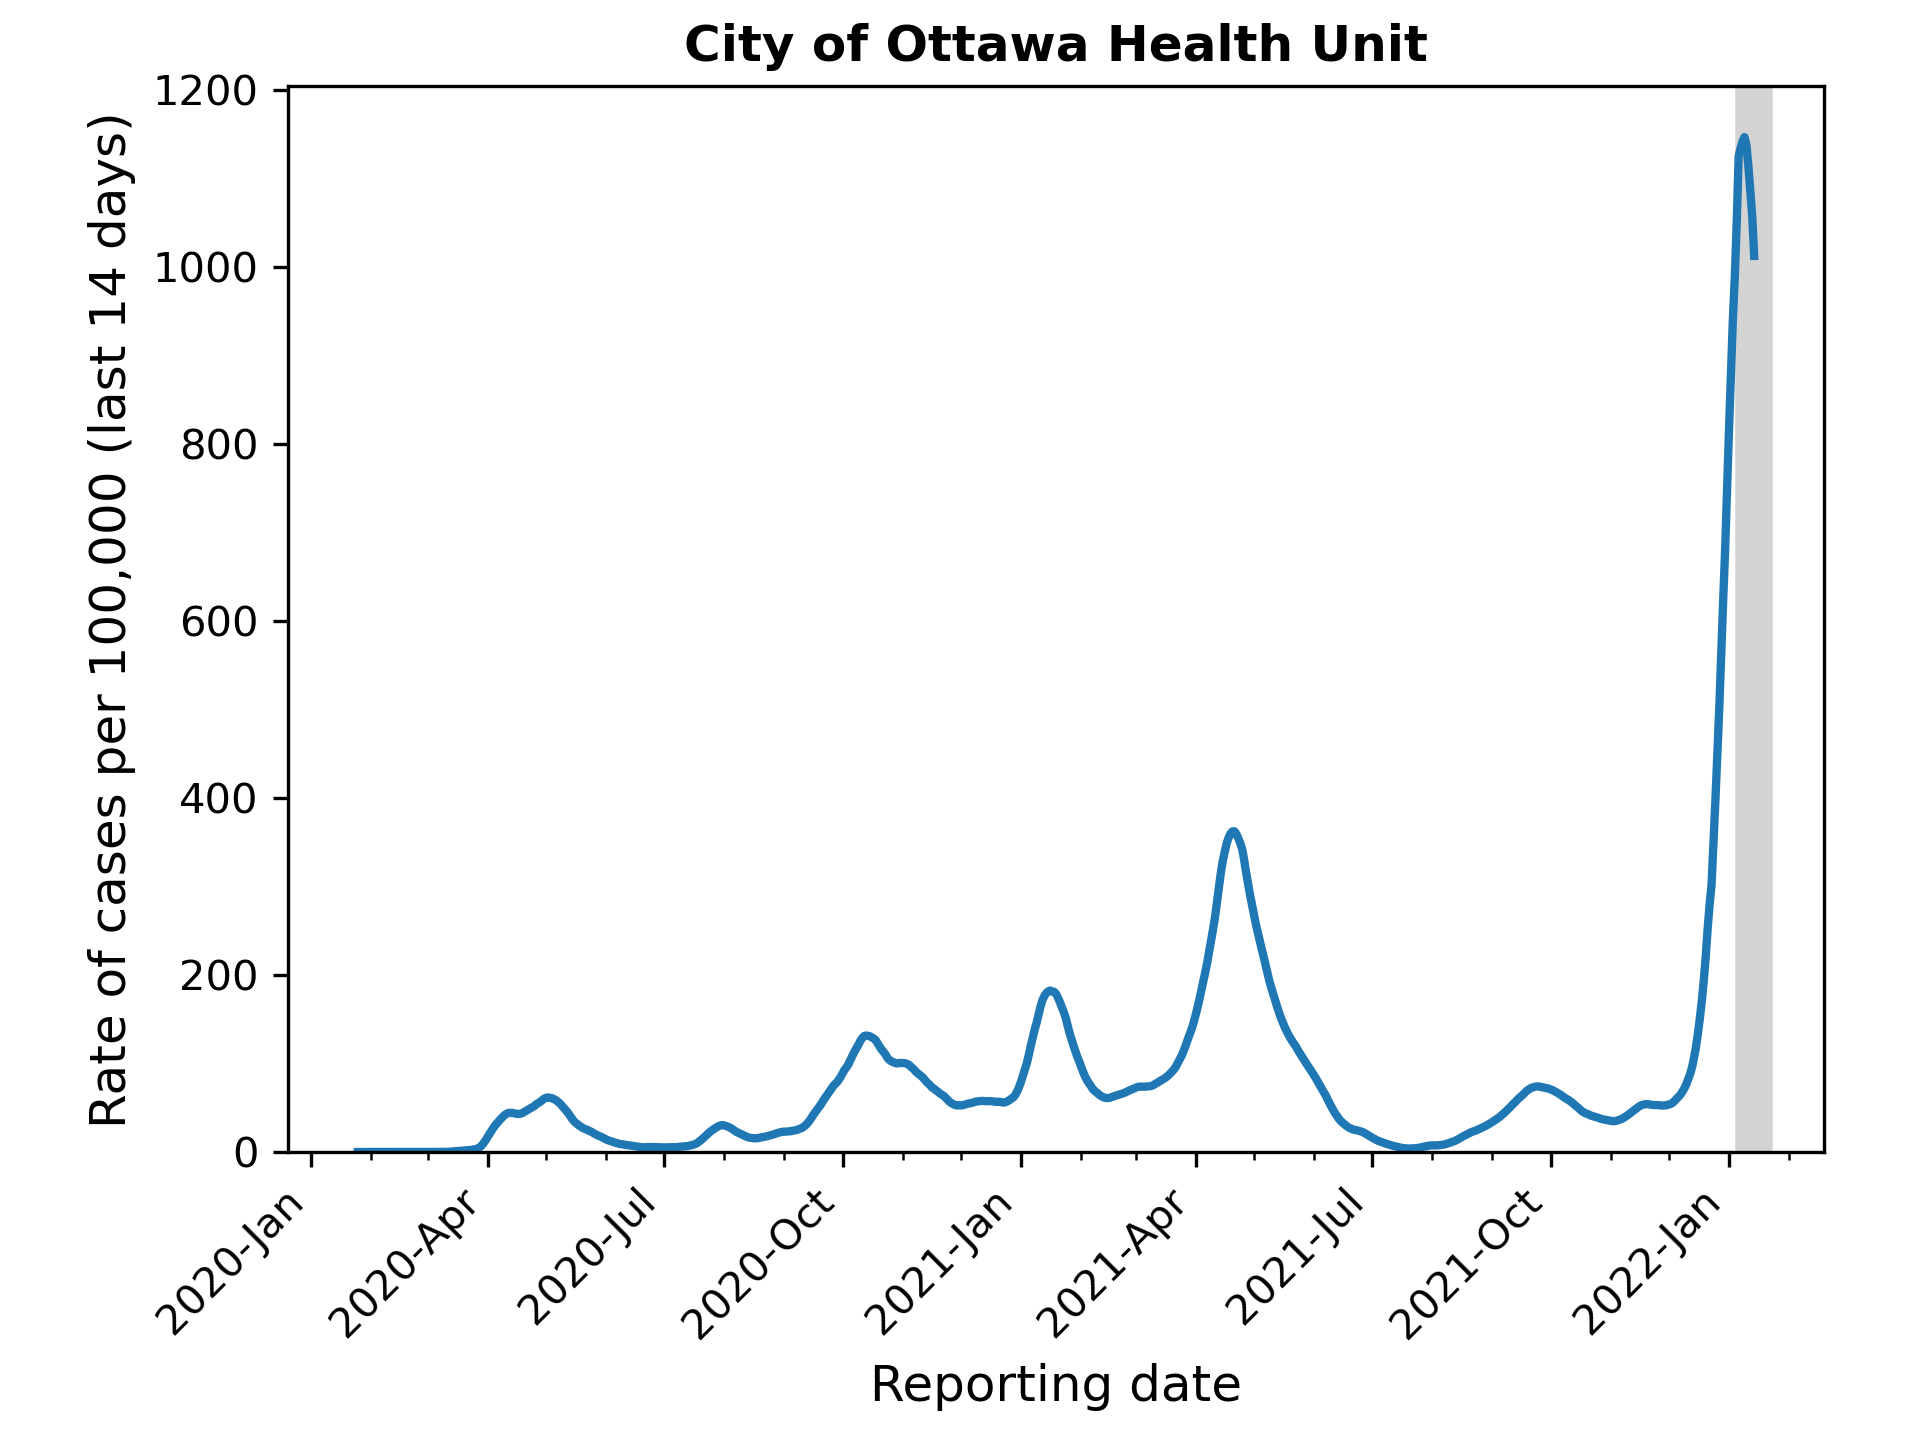 City of Ottawa Health Unit
Rate of cases per 100,000 (last 14 days)
1200
1000
800
600
400
200
0
2020-Jan
2020-Apr
2020-Jul
2020-Oct
2021-Jan
2021-Apr
2021-Jul
2021-Oct
2022-Jan
Reporting date